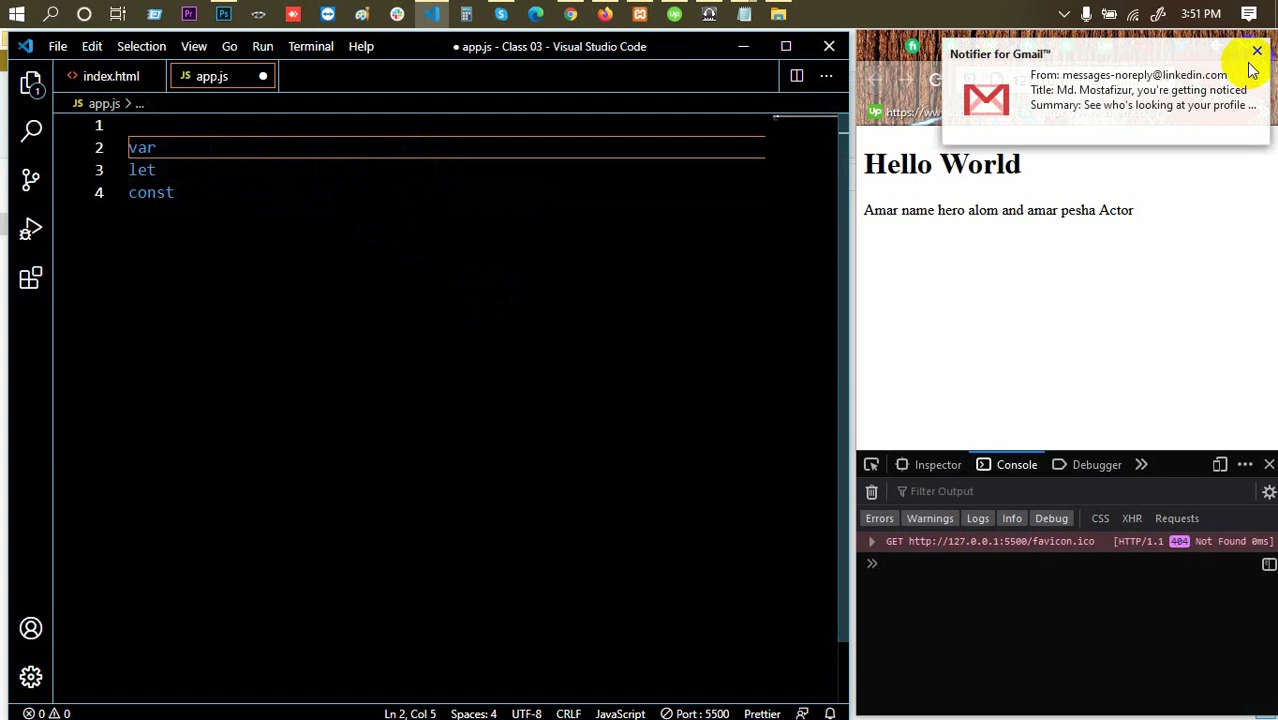 3:51 PM
File Edit Selection View Go Run Terminal Help
● app.js - Class 03 - Visual Studio Code
index.html
JS app.js
JS app.js > ...
1
2 var
3 let
4 const
1
Ln 2, Col 5 Spaces: 4 UTF-8 CRLF JavaScript Port : 5500 Prettier
0 0
Notifier for Gmail™
From: messages-noreply@linkedin.com
Title: Md. Mostafizur, you're getting noticed
Summary: See who's looking at your profile ...
Hello World
Amar name hero alom and amar pesha Actor
Inspector Console Debugger
Filter Output
Errors Warnings Logs Info Debug CSS XHR Requests
GET http://127.0.0.1:5500/favicon.ico [HTTP/1.1 404 Not Found 0ms]